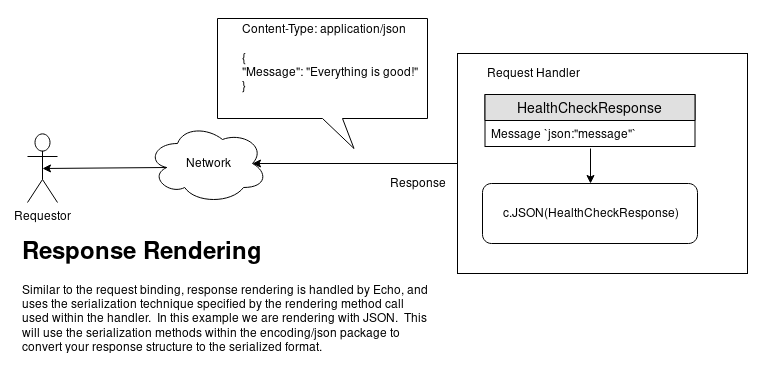 Content-Type: application/json
{
"Message": "Everything is good!"
}
Request Handler
HealthCheckResponse
Message `json:"message"`
Network
Response
c.JSON(HealthCheckResponse)
Requestor
Response Rendering
Similar to the request binding, response rendering is handled by Echo, and
uses the serialization technique specified by the rendering method call
used within the handler.  In this example we are rendering with JSON.  This
will use the serialization methods within the encoding/json package to
convert your response structure to the serialized format.